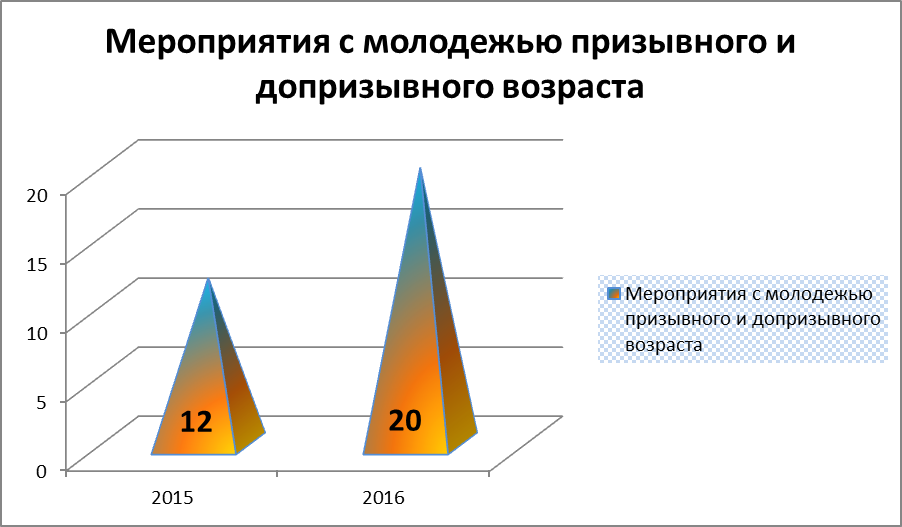 Мероприятия с молодежью призывного и
допризывного возраста
20
15
10
5
0
12
20
2015
2016
Мероприятия с молодежью
призывного и допризывного
возраста